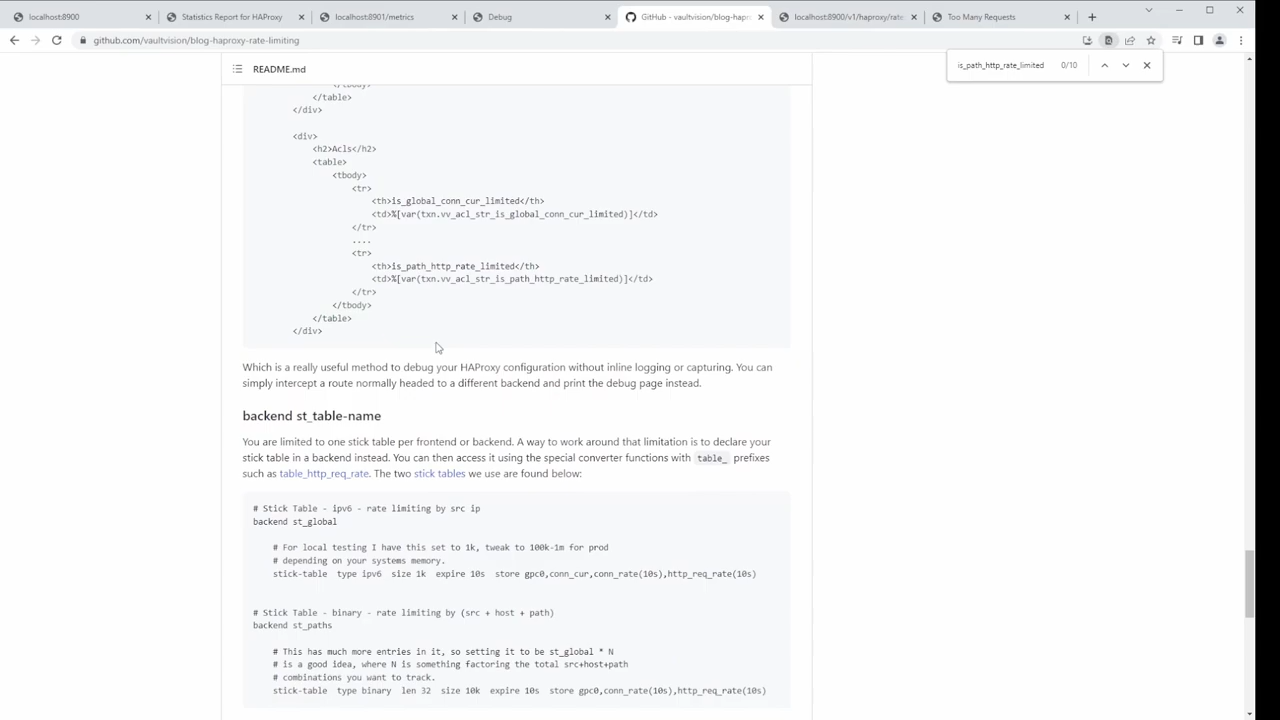 localhost:8900
Statistics Report for HAProxy
localhost:8901/metrics
Debug
GitHub - vaultvision/blog-haprox
localhost:8900/v1/haproxy/rate
Too Many Requests
github.com/vaultvision/blog-haproxy-rate-limiting
is_path_http_rate_limited 0/10
README.md
</table>
</div>
<div>
<h2>Acls</h2>
<table>
<tbody>
<tr>
<th>is_global_conn_cur_limited</th>
<td>%[var(txn.vv_acl_str_is_global_conn_cur_limited)]</td>
</tr>
....
<tr>
<th>is_path_http_rate_limited</th>
<td>%[var(txn.vv_acl_str_is_path_http_rate_limited)]</td>
</tr>
</tbody>
</table>
</div>
Which is a really useful method to debug your HAProxy configuration without inline logging or capturing. You can
simply intercept a route normally headed to a different backend and print the debug page instead.
backend st_table-name
You are limited to one stick table per frontend or backend. A way to work around that limitation is to declare your
stick table in a backend instead. You can then access it using the special converter functions with table_ prefixes
such as table_http_req_rate. The two stick tables we use are found below:
# Stick Table - ipv6 - rate limiting by src ip
backend st_global
# For local testing I have this set to 1k, tweak to 100k-1m for prod
# depending on your systems memory.
stick-table type ipv6 size 1k expire 10s store gpc0,conn_cur,conn_rate(10s),http_req_rate(10s)
# Stick Table - binary - rate limiting by (src + host + path)
backend st_paths
# This has much more entries in it, so setting it to be st_global * N
# is a good idea, where N is something factoring the total src+host+path
# combinations you want to track.
stick-table type binary len 32 size 10k expire 10s store gpc0,conn_rate(10s),http_req_rate(10s)